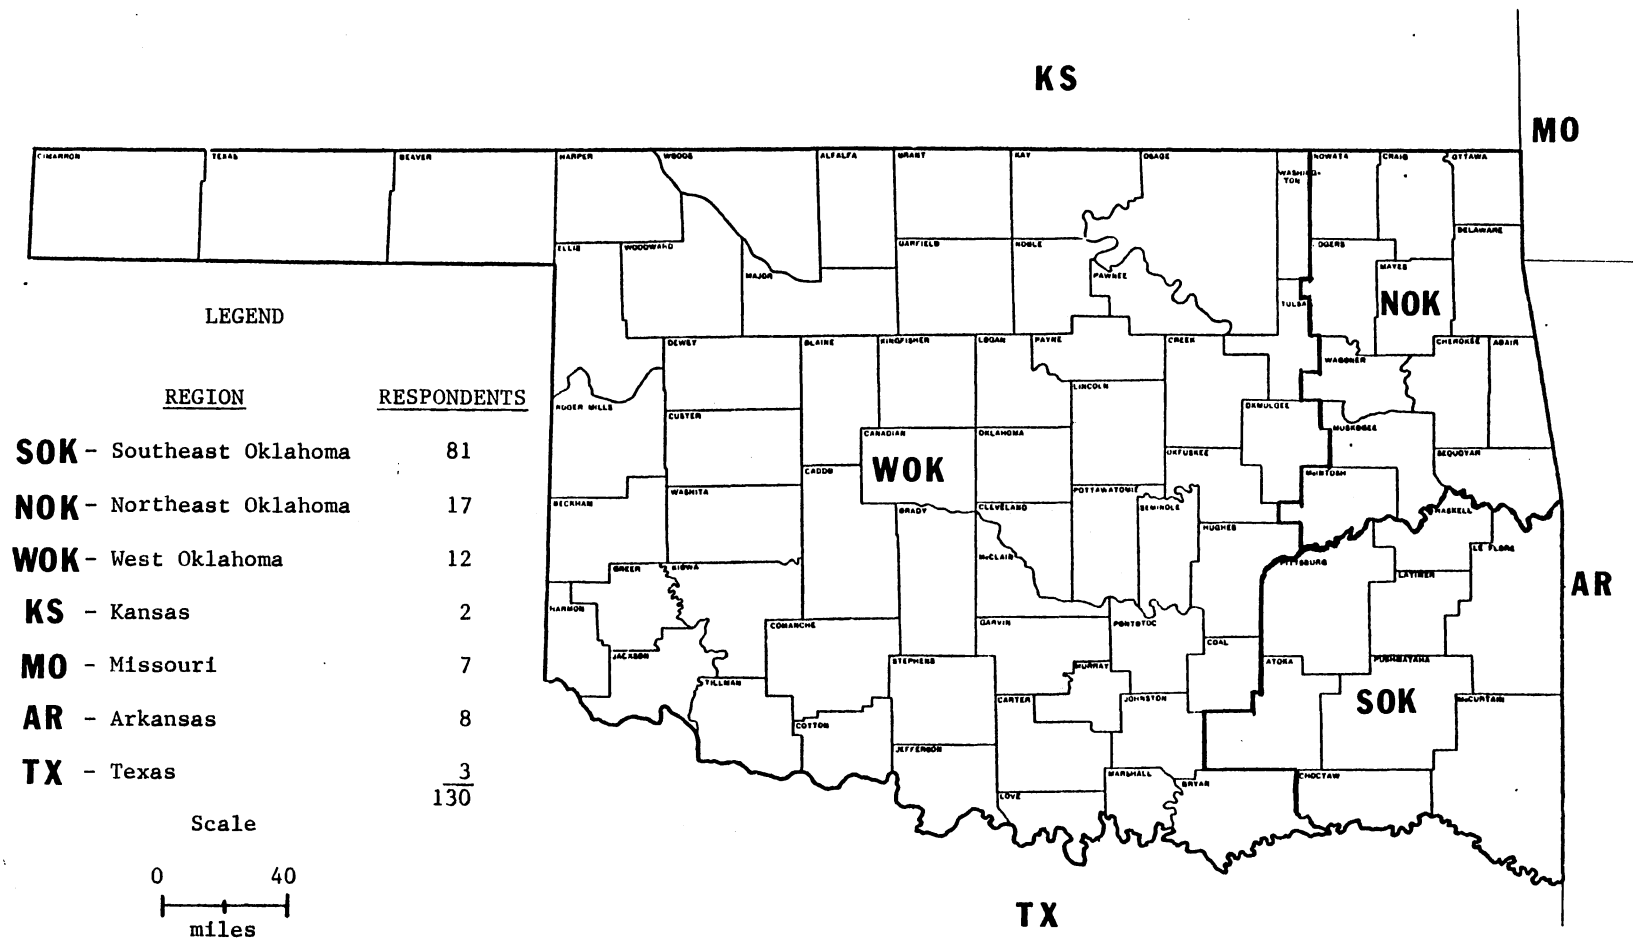 KS
MO
CIMARRON TEXAS BEAVER HARPER WOODS ALFALFA GRANT KAY OSAGE NOWATA CRAIG OTTAWA
WASHING-
TON
DELAWARE
ELLIS WOODWARD MAJOR GARFIELD NOBLE PAWNEE ROGERS MAYES
TULSA
NOK
DEWEY BLAINE KINGFISHER LOGAN PAYNE CREEK WAGONER CHEROKEE ADAIR
LINCOLN
ROGER MILLS CUSTER OKMULGEE
CANADIAN OKLAHOMA MUSKOGEE
WOK
CADDO OKFUSKEE McINTOSH SEQUOYAH
BECKHAM WASHITA POTTAWATOMIE SEMINOLE
GRADY CLEVELAND HUGHES HASKELL
McCLAIN LE FLORE
GREER KIOWA PITTSBURG LATIMER
AR
HARMON COMANCHE GARVIN PONTOTOC COAL
JACKSON STEPHENS MURRAY ATOKA PUSHMATAHA
TILLMAN CARTER JOHNSTON SOK McCURTAIN
COTTON
JEFFERSON MARSHALL BRYAN CHOCTAW
LOVE
TX
LEGEND
REGION RESPONDENTS
SOK - Southeast Oklahoma 81
NOK - Northeast Oklahoma 17
WOK - West Oklahoma 12
KS - Kansas 2
MO - Missouri 7
AR - Arkansas 8
TX - Texas 3
130
Scale
0 40
miles